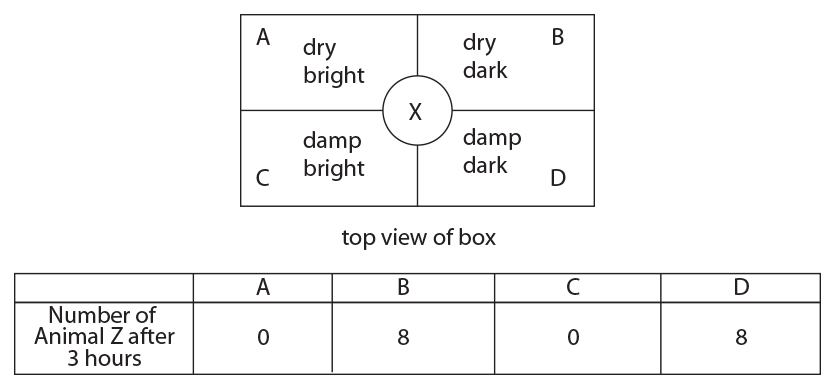 A
dry
bright
dry
dark
B
X
damp
bright
C
damp
dark
D
top view of box
A B C D
Number of
Animal Z after
3 hours
0 8 0 8